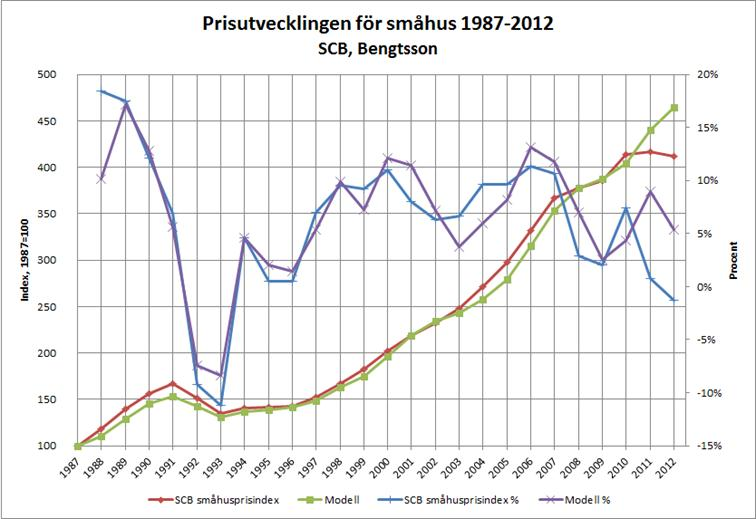 Prisutvecklingen för småhus 1987-2012
SCB, Bengtsson
500
450
400
350
300
250
200
150
100
Index, 1987=100
20%
15%
10%
5%
0%
-5%
-10%
-15%
Procent
1987 1988 1989 1990 1991 1992 1993 1994 1995 1996 1997 1998 1999 2000 2001 2002 2003 2004 2005 2006 2007 2008 2009 2010 2011 2012
SCB småhusprisindex Modell SCB småhusprisindex % Modell %